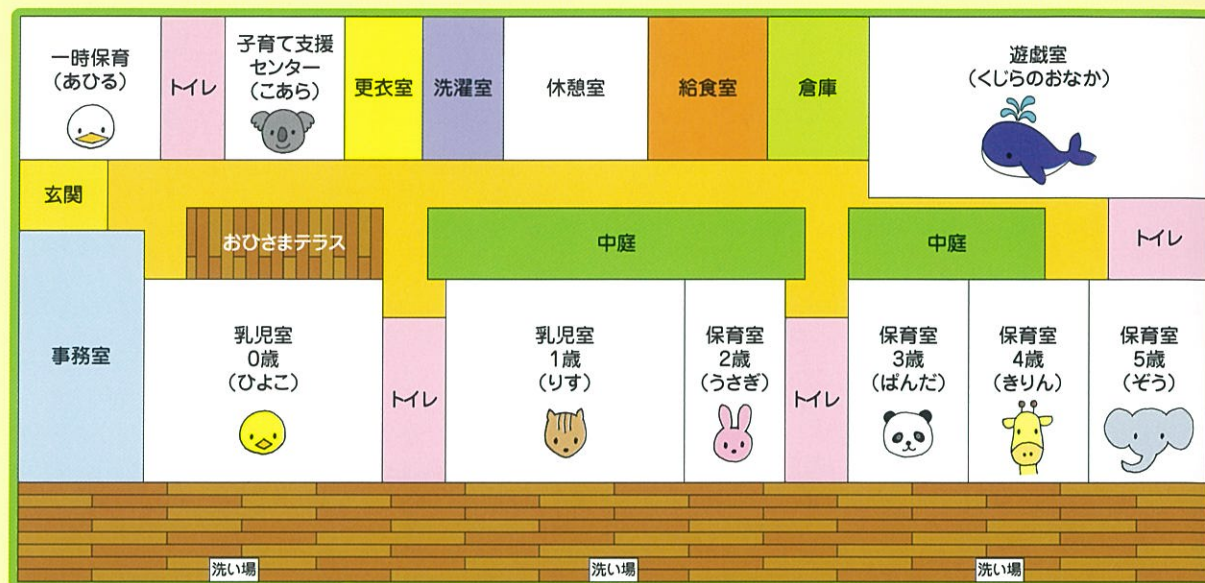 一時保育
(あひる)
トイレ
子育て支援
センター
(こあら)
更衣室
洗濯室
休憩室
給食室
倉庫
遊戯室
(くじらのおなか)
玄関
おひさまテラス
中庭
中庭
トイレ
事務室
乳児室
0歳
(ひよこ)
トイレ
乳児室
1歳
(りす)
保育室
2歳
(うさぎ)
トイレ
保育室
3歳
(ぱんだ)
保育室
4歳
(きりん)
保育室
5歳
(ぞう)
洗い場
洗い場
洗い場